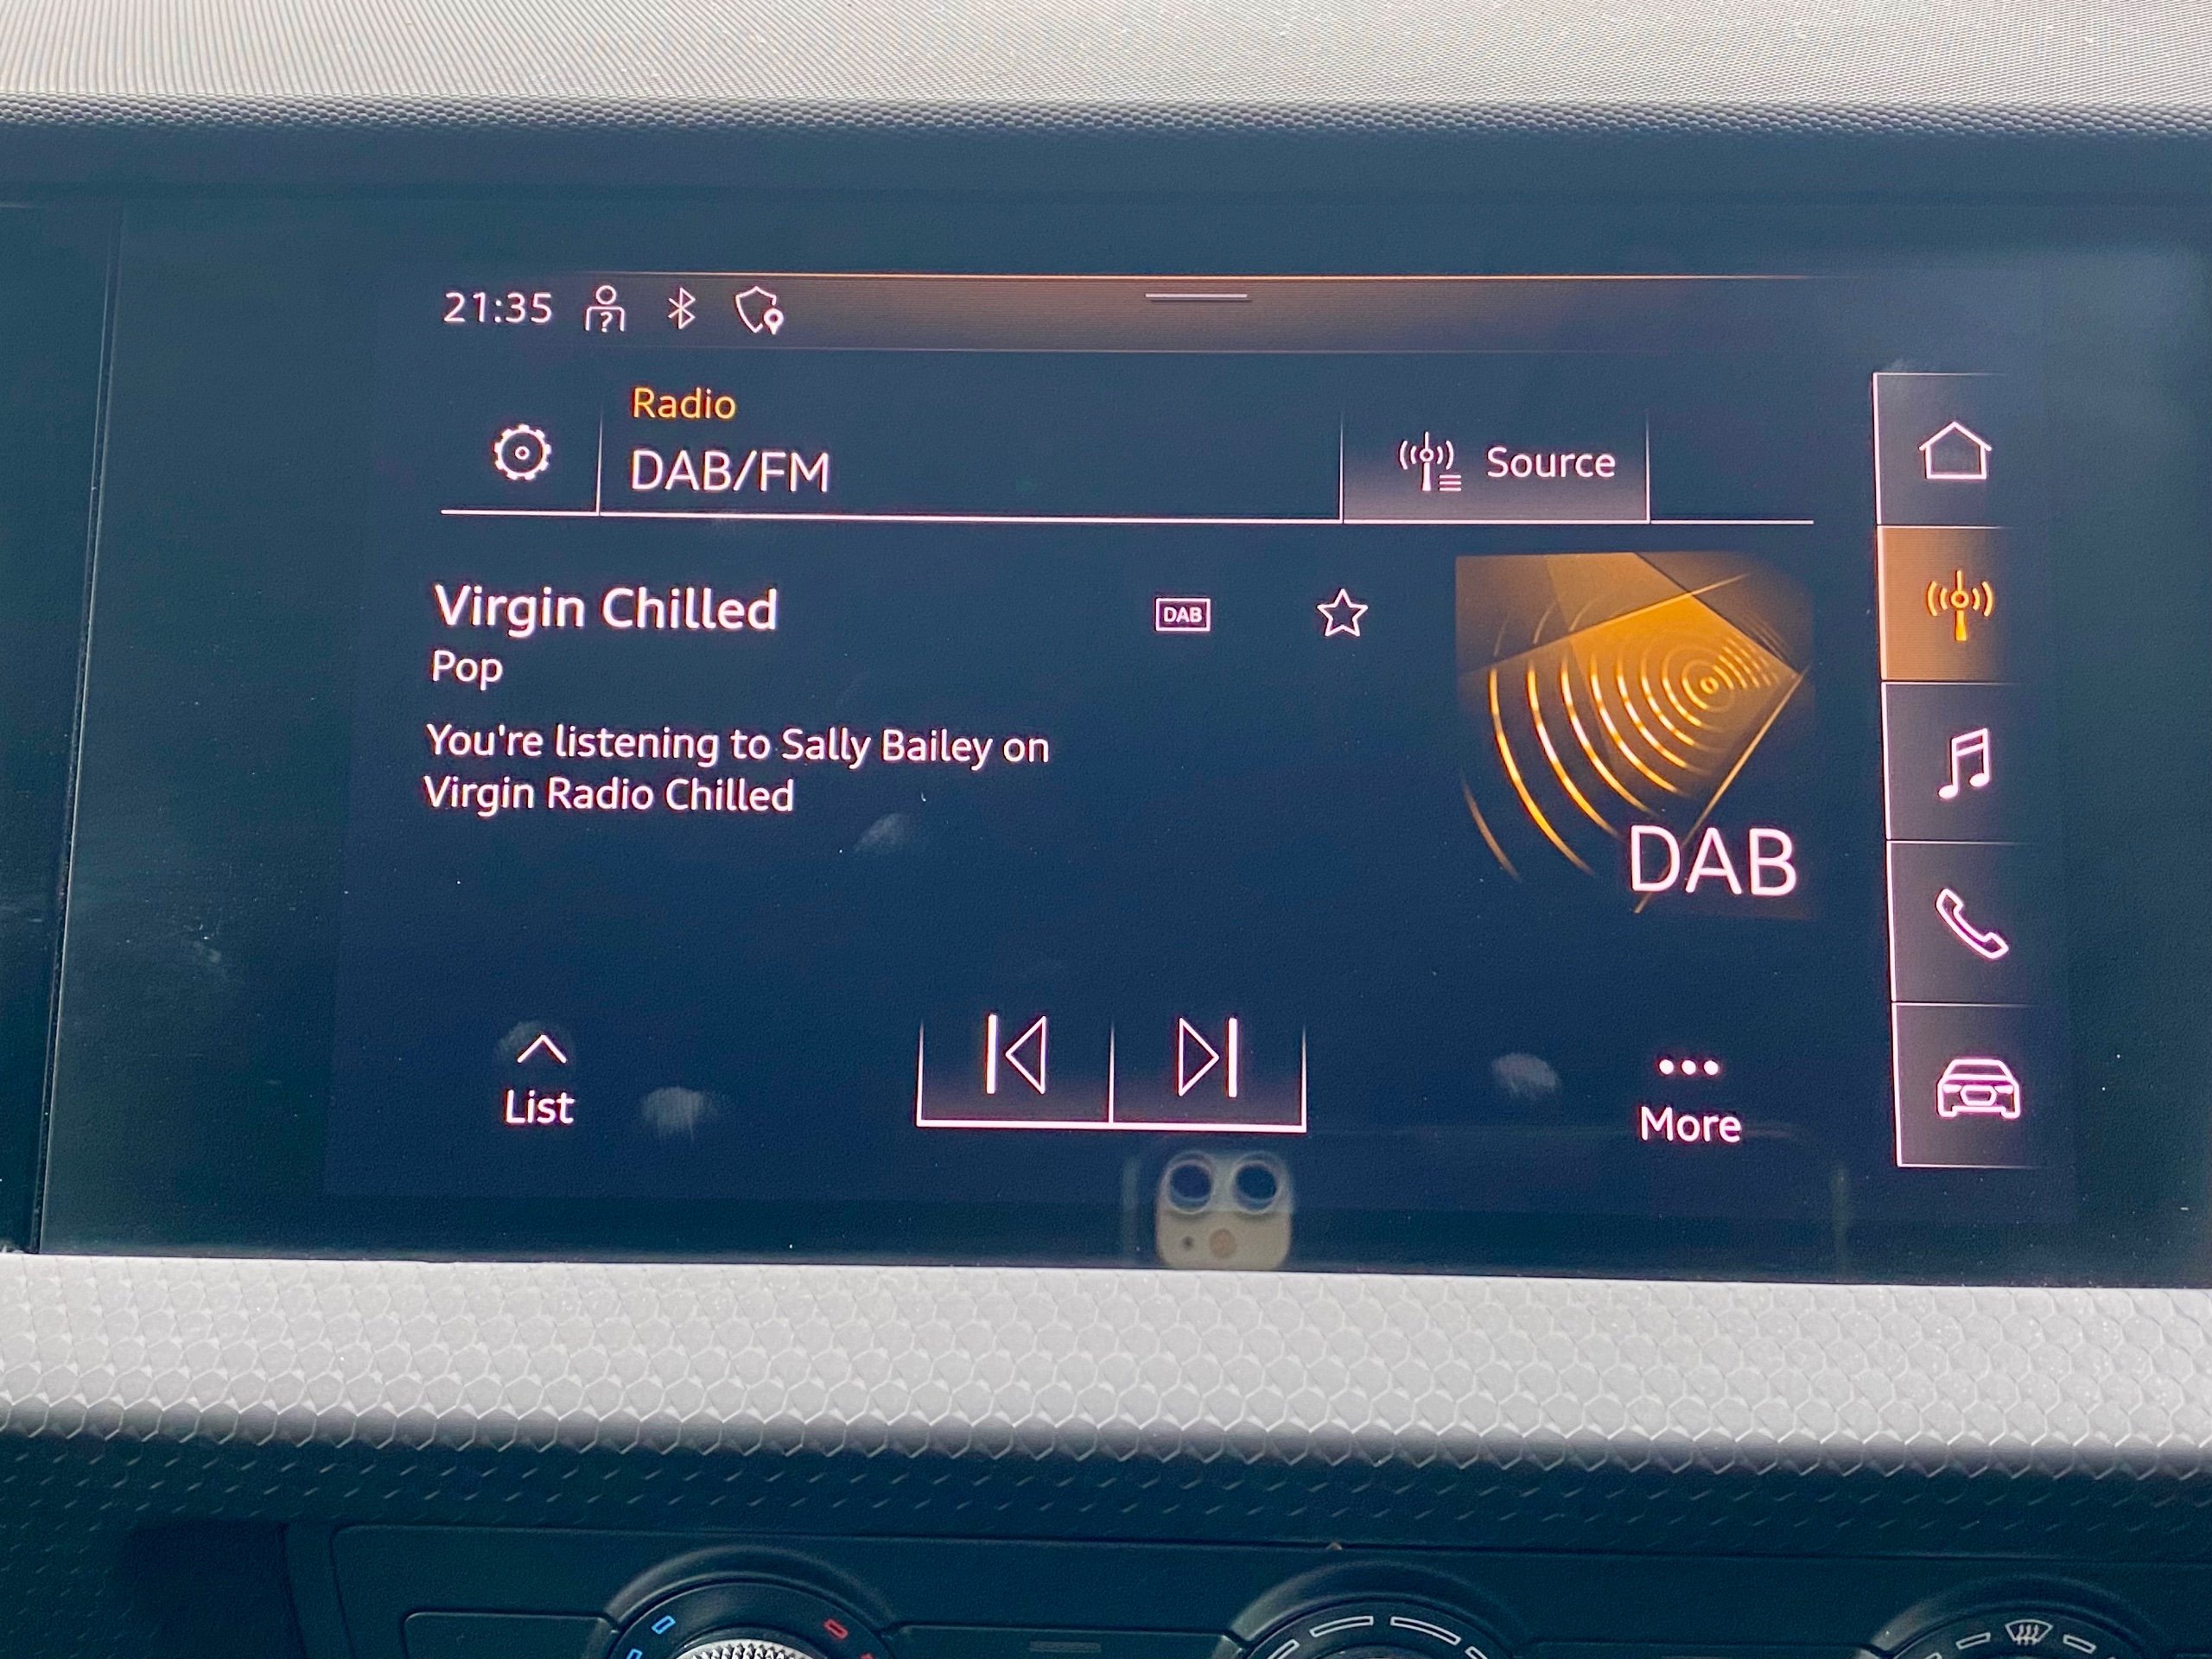 21:35
Radio
DAB/FM
Source
Virgin Chilled
DAB
Pop
You're listening to Sally Bailey on
Virgin Radio Chilled
DAB
List
More